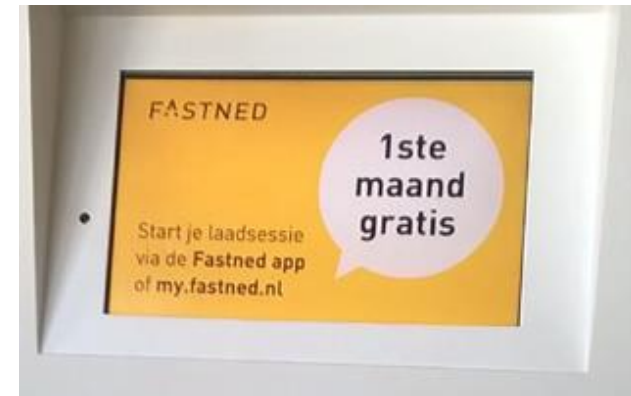 FASTNED
1ste
maand
gratis
Start je laadsessie
via de Fastned app
of my.fastned.nl